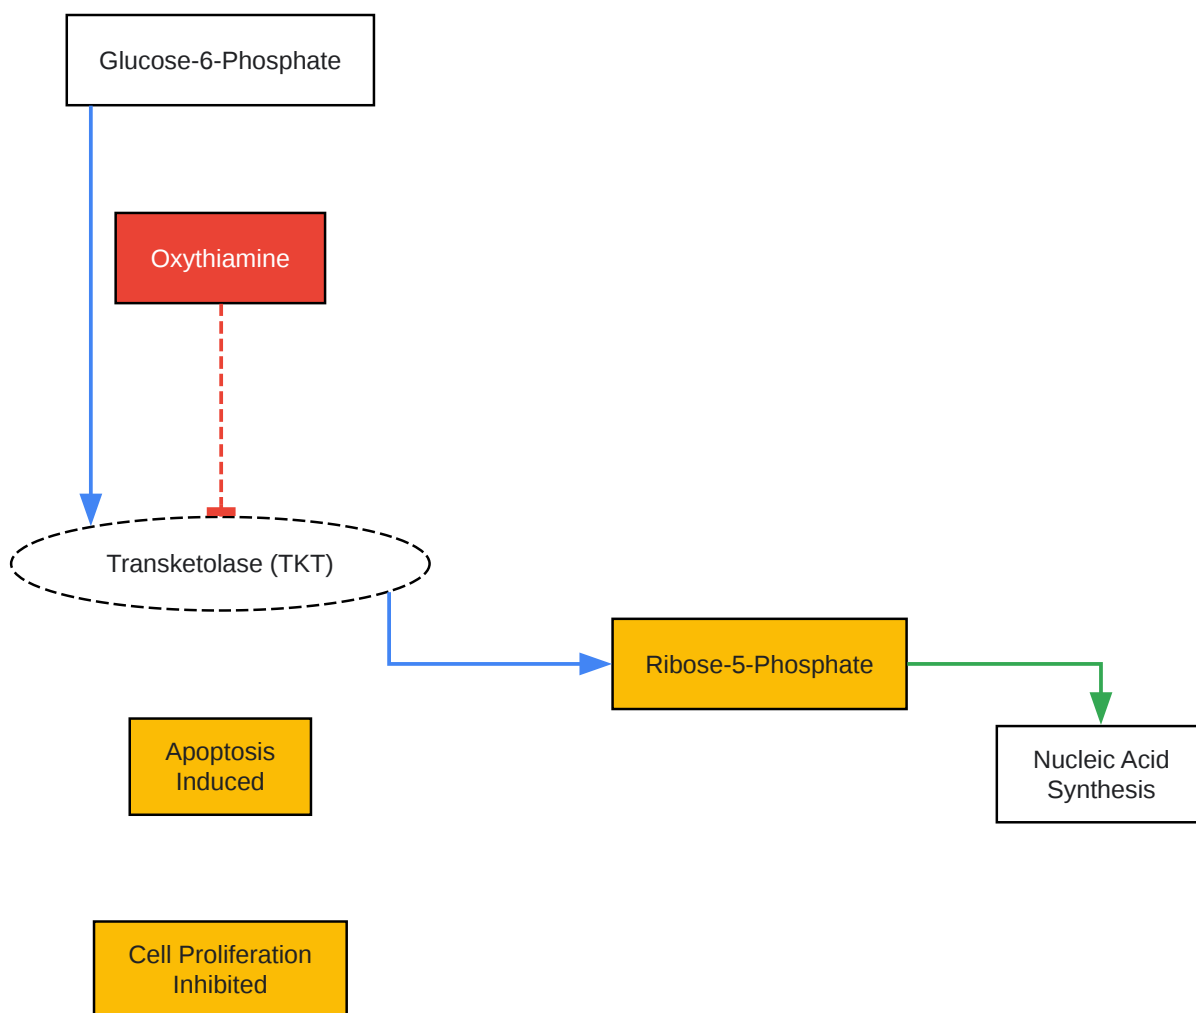 Glucose-6-Phosphate
Oxythiamine
Transketolase (TKT)
Ribose-5-Phosphate
Apoptosis
Induced
Nucleic Acid
Synthesis
Cell Proliferation
Inhibited